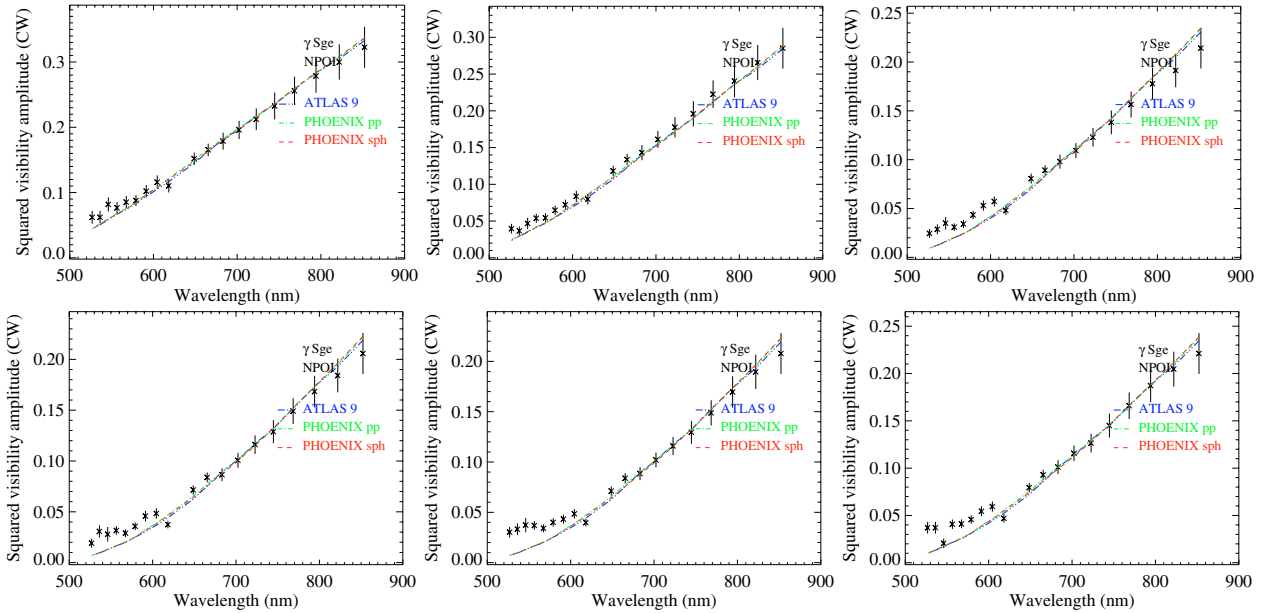 Squared visibility amplitude (CW)
0.3
0.2
0.1
0.0
γ Sge
NPOI
ATLAS 9
PHOENIX pp
PHOENIX sph
500 600 700 800 900
Wavelength (nm)
Squared visibility amplitude (CW)
0.30
0.25
0.20
0.15
0.10
0.05
0.00
γ Sge
NPOI
ATLAS 9
PHOENIX pp
PHOENIX sph
500 600 700 800 900
Wavelength (nm)
Squared visibility amplitude (CW)
0.25
0.20
0.15
0.10
0.05
0.00
γ Sge
NPOI
ATLAS 9
PHOENIX pp
PHOENIX sph
500 600 700 800 900
Wavelength (nm)
Squared visibility amplitude (CW)
0.20
0.15
0.10
0.05
0.00
γ Sge
NPOI
ATLAS 9
PHOENIX pp
PHOENIX sph
500 600 700 800 900
Wavelength (nm)
Squared visibility amplitude (CW)
0.20
0.15
0.10
0.05
0.00
γ Sge
NPOI
ATLAS 9
PHOENIX pp
PHOENIX sph
500 600 700 800 900
Wavelength (nm)
Squared visibility amplitude (CW)
0.25
0.20
0.15
0.10
0.05
0.00
γ Sge
NPOI
ATLAS 9
PHOENIX pp
PHOENIX sph
500 600 700 800 900
Wavelength (nm)